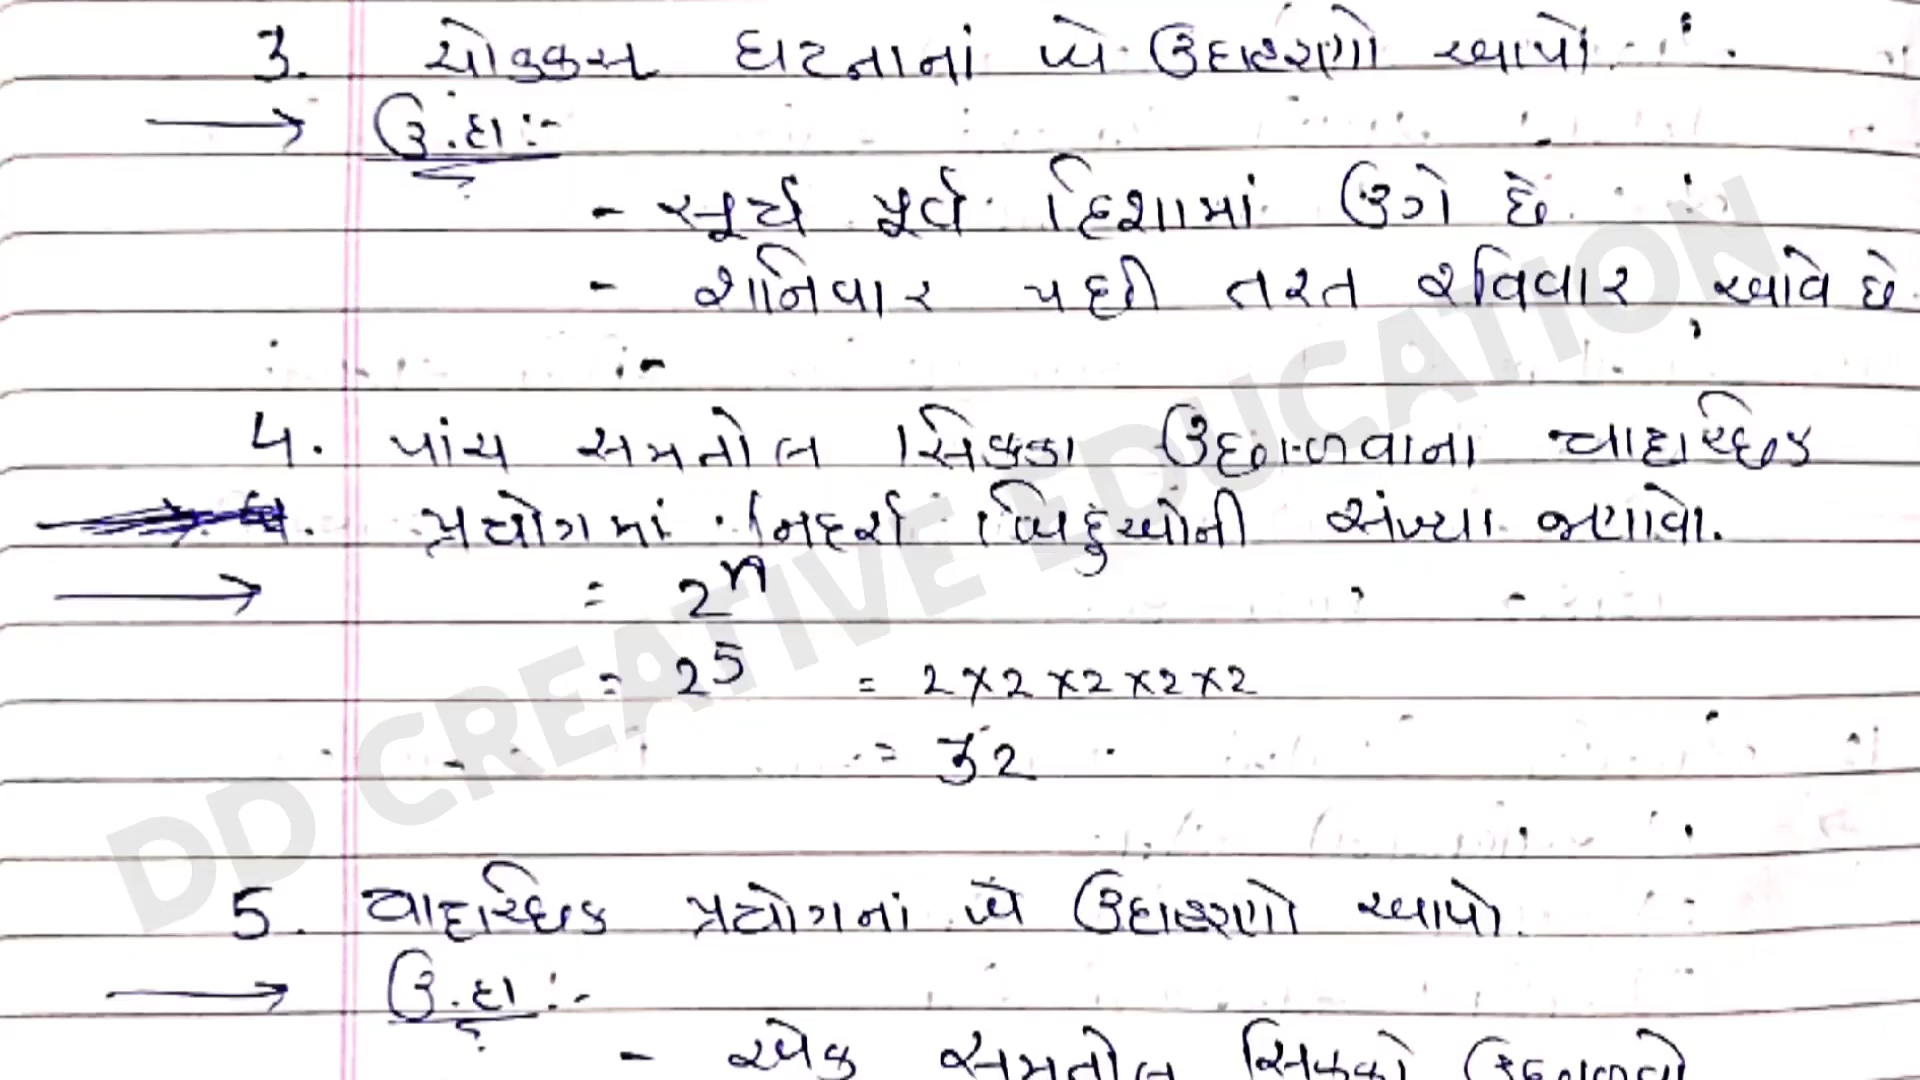 3. ચોક્કસ ઘટનાનાં બે ઉદાહરણો આપો.
→ ઉ.દા :-
- સૂર્ય પૂર્વ દિશામાં ઉગે છે
- શનિવાર પછી તરત રવિવાર આવે છે.
4. પાંચ સમતોલ સિક્કા ઉછાળવાના યાદચ્છિક
પ્રયોગમાં નિદર્શ બિંદુઓની સંખ્યા જણાવો.
→ = 2ⁿ
= 2⁵ = 2×2×2×2×2
= 32
5. યાદચ્છિક પ્રયોગનાં બે ઉદાહરણો આપો.
→ ઉ.દા :-
- એક સમતોલ સિક્કો ઉછાળવો
DD CREATIVE EDUCATION